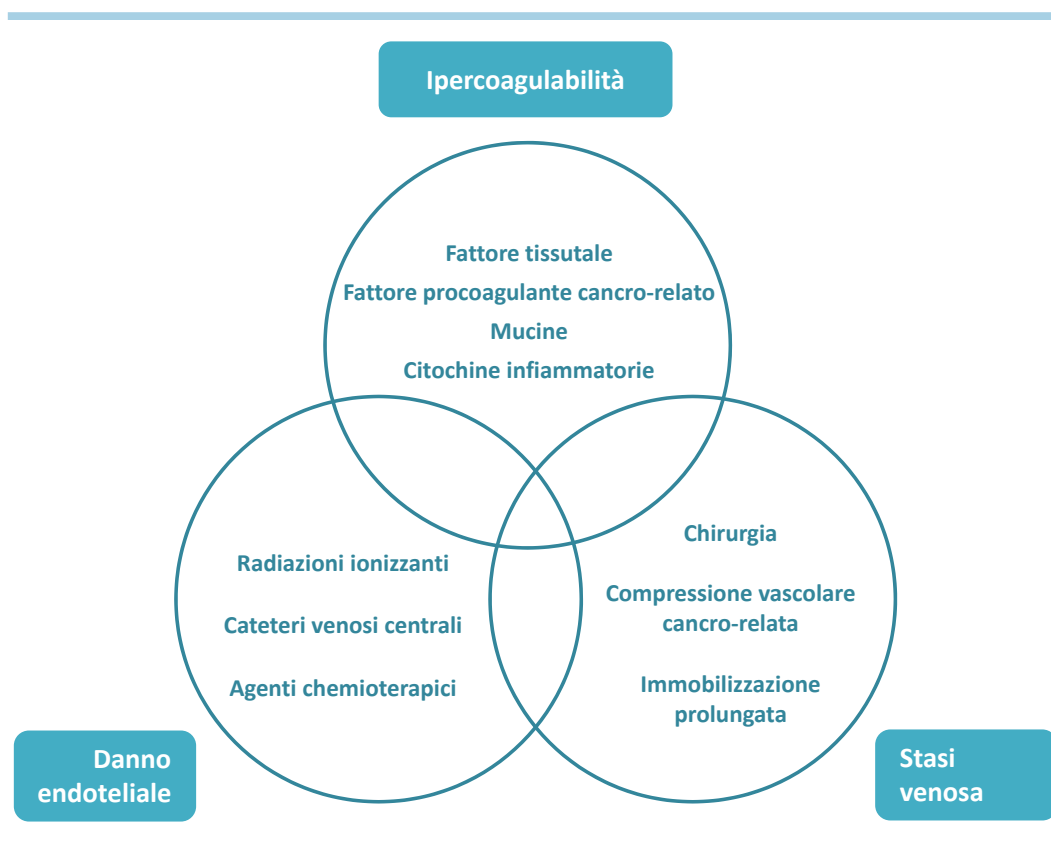 Ipercoagulabilità
Fattore tissutale
Fattore procoagulante cancro-relato
Mucine
Citochine infiammatorie
Radiazioni ionizzanti
Cateteri venosi centrali
Agenti chemioterapici
Chirurgia
Compressione vascolare
cancro-relata
Immobilizzazione
prolungata
Danno
endoteliale
Stasi
venosa